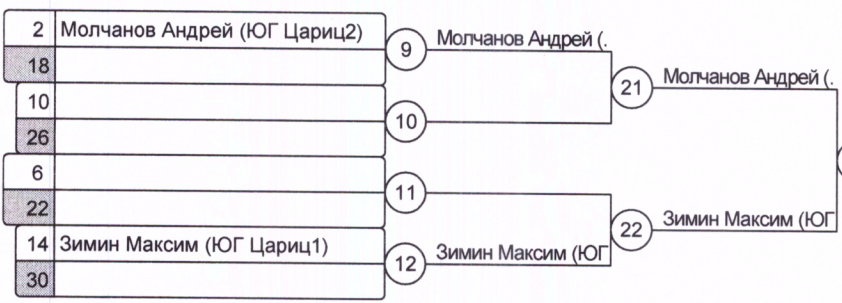 2 Молчанов Андрей (ЮГ Цариц2)
18
9 Молчанов Андрей (.
10
26
10
21 Молчанов Андрей (.
6
22
11
14 Зимин Максим (ЮГ Цариц1)
30
12 Зимин Максим (ЮГ
22 Зимин Максим (ЮГ